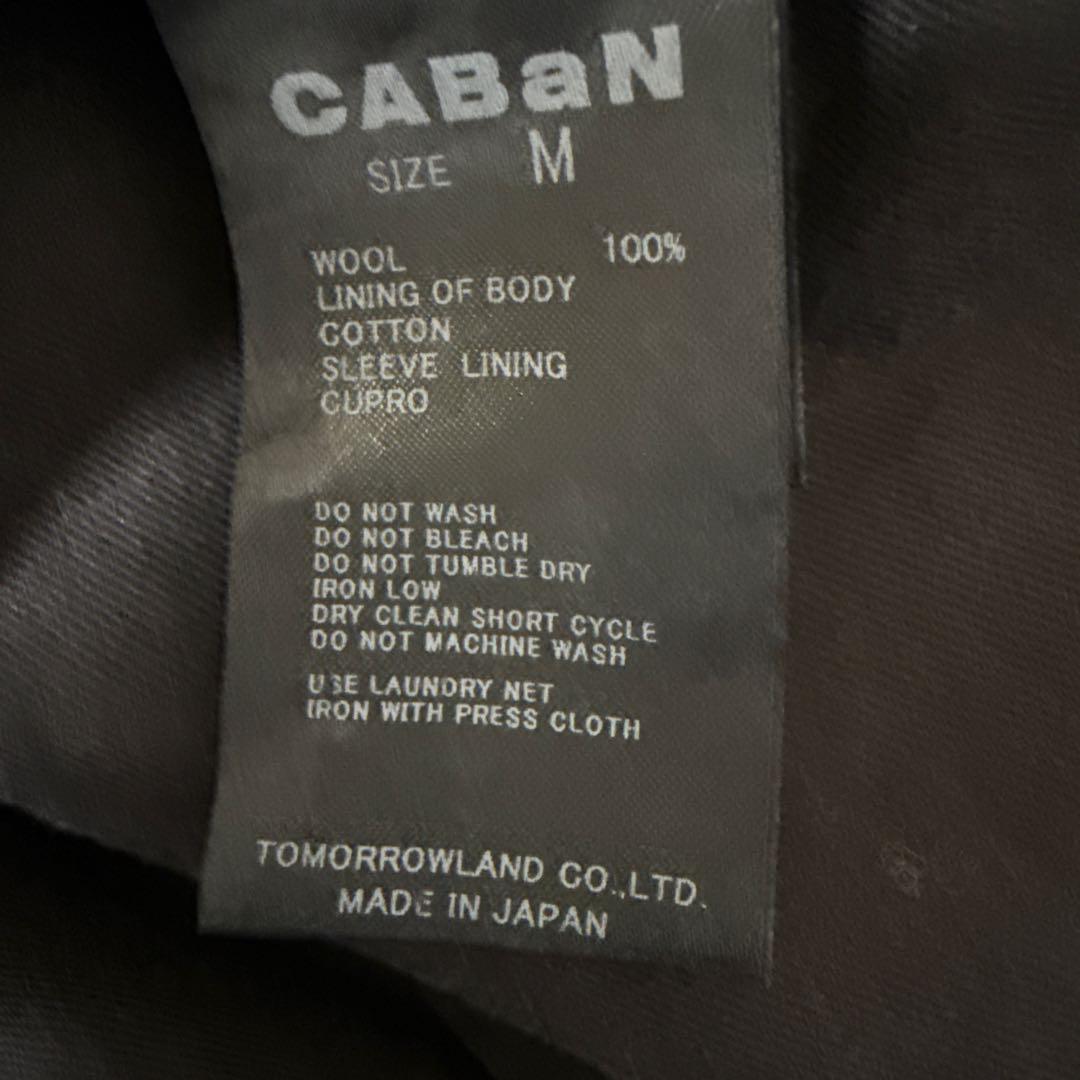 CABaN
SIZE M
WOOL 100%
LINING OF BODY
COTTON
SLEEVE LINING
CUPRO
DO NOT WASH
DO NOT BLEACH
DO NOT TUMBLE DRY
IRON LOW
DRY CLEAN SHORT CYCLE
DO NOT MACHINE WASH
USE LAUNDRY NET
IRON WITH PRESS CLOTH
TOMORROWLAND CO.,LTD.
MADE IN JAPAN